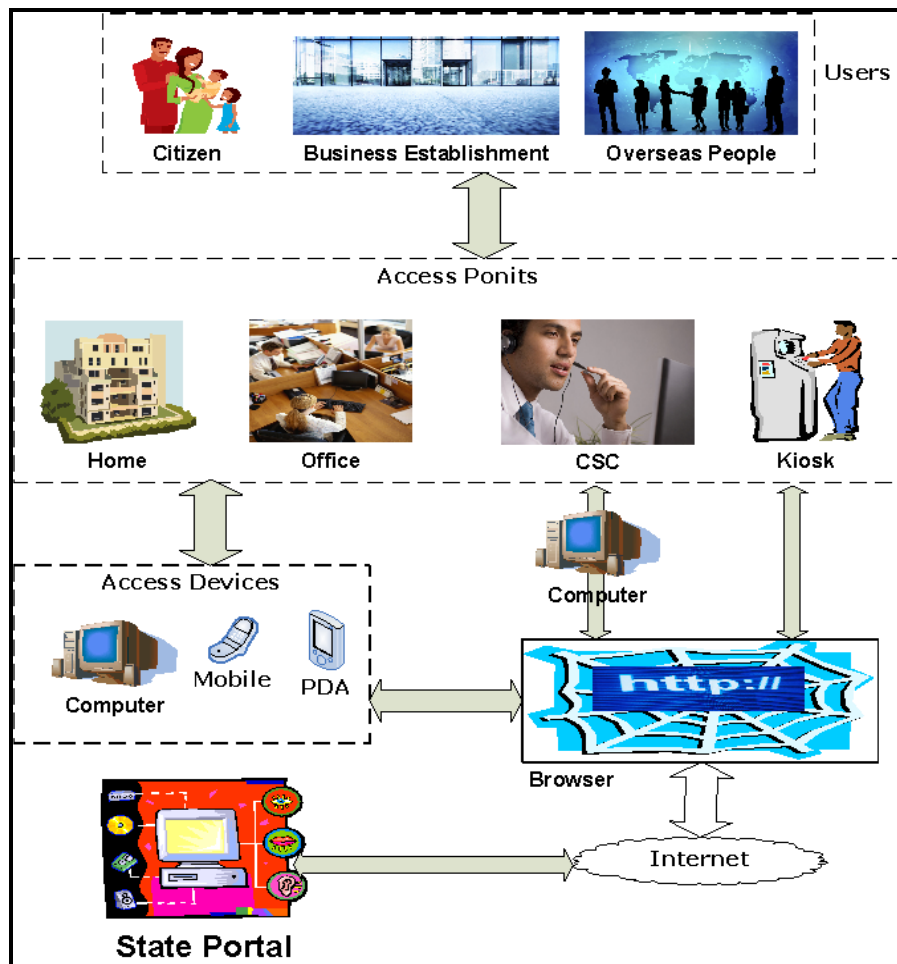 Users
Citizen
Business Establishment
Overseas People
Access Ponits
Home
Office
CSC
Kiosk
Access Devices
Computer
Mobile
PDA
Computer
http://
Browser
Internet
State Portal